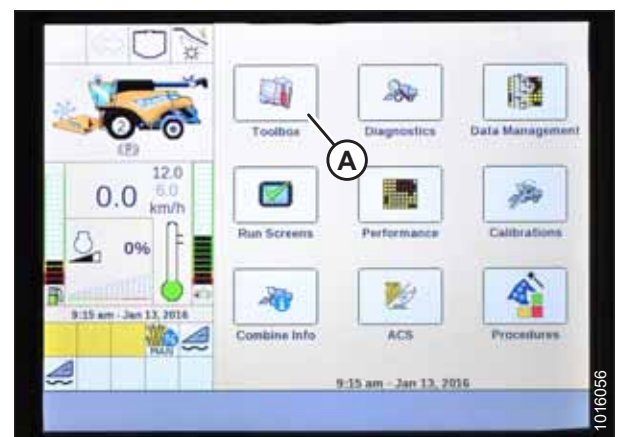 12.0
6.0
0.0 km/h
0%
9:15 am - Jan 13, 2016
MAN
Toolbox
Diagnostics
Data Management
A
Run Screens
Performance
Calibrations
Combine Info
ACS
Procedures
9:15 am - Jan 13, 2016
1016056